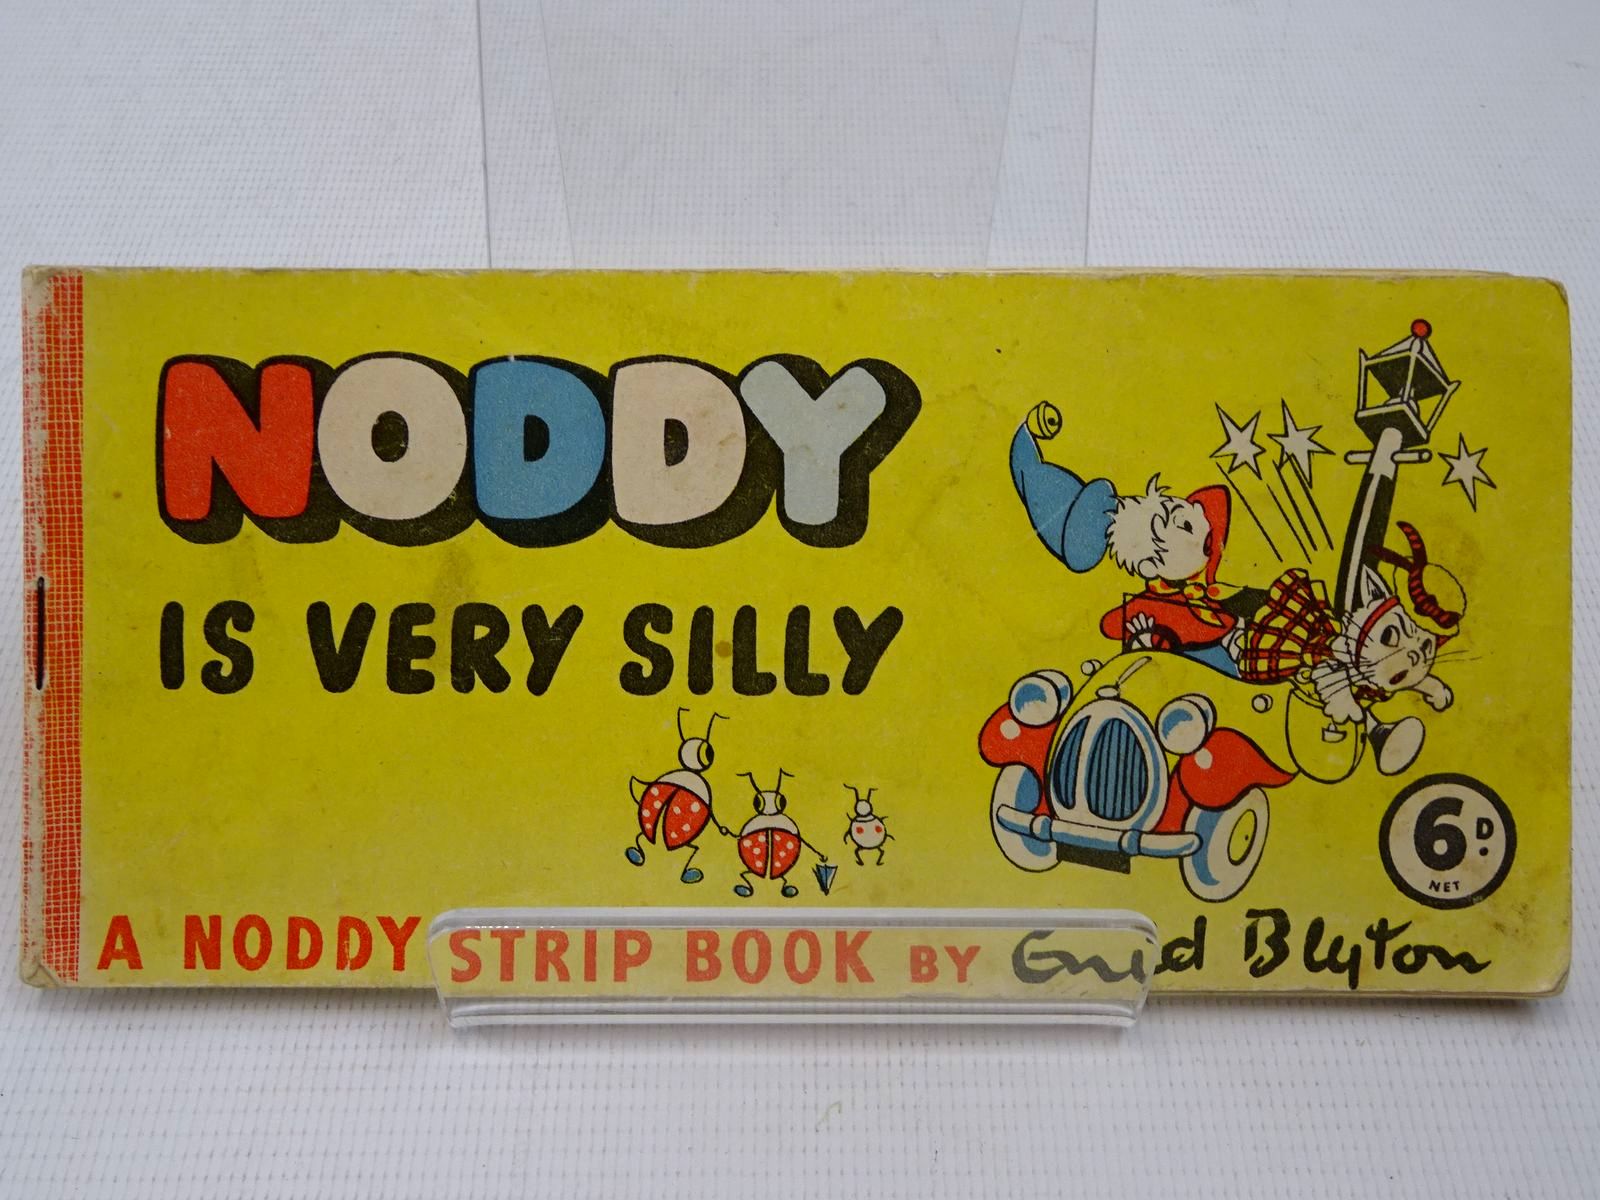 NODDY
IS VERY SILLY
6D.
NET
A NODDY STRIP BOOK BY Enid Blyton